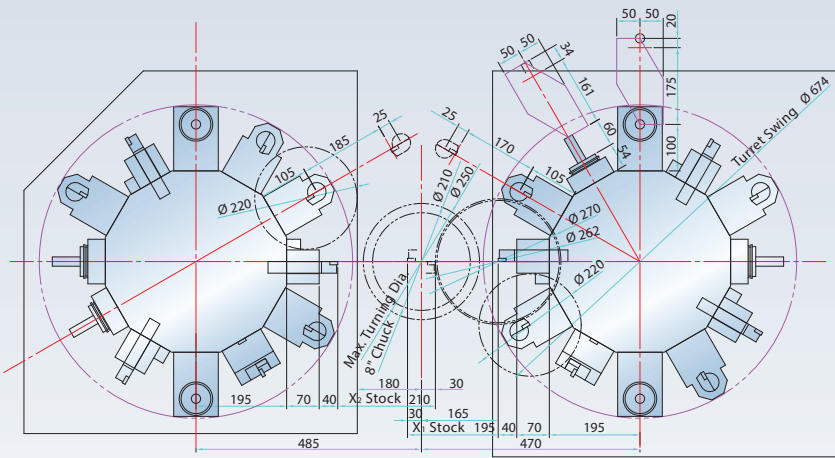 50 50
20
175
100
50 50
34
161
60
54
Turret Swing Ø 674
25
185
105
Ø 220
25
170
105
Ø 210
Ø 250
Ø 270
Ø 262
Ø 220
Max. Turning Dia.
8" Chuck
180 30
195 70 40 X₂ Stock 210
30 165
X₁ Stock 195 40 70 195
485 470